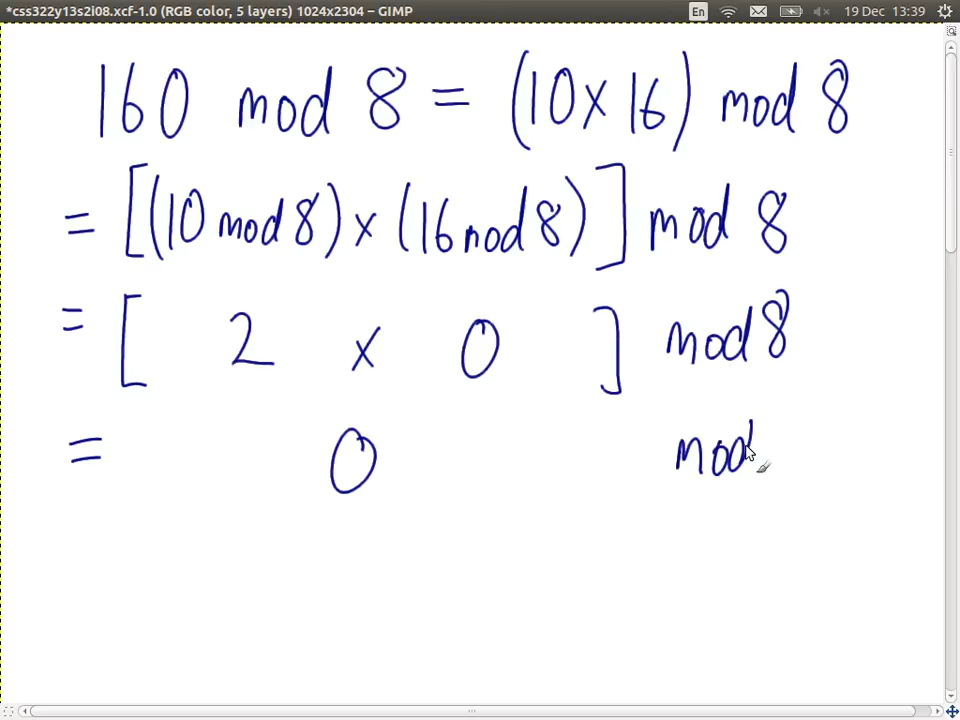 *css322y13s2i08.xcf-1.0 (RGB color, 5 layers) 1024x2304 – GIMP En 19 Dec 13:39
160 mod 8 = (10 x 16) mod 8
= [(10 mod 8) x (16 mod 8)] mod 8
= [ 2 x 0 ] mod 8
= 0 mod